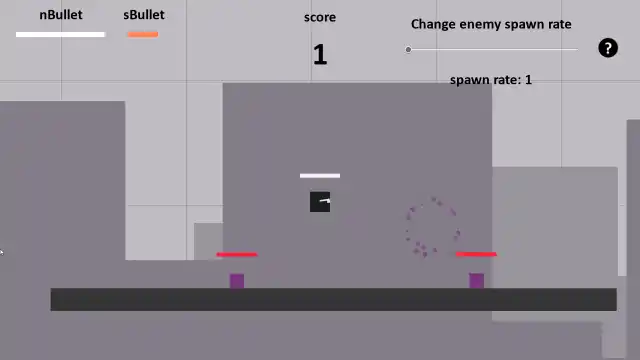 nBullet
sBullet
score
1
Change enemy spawn rate
?
spawn rate: 1